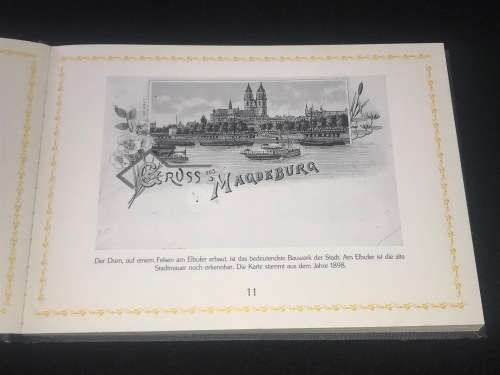 Gruss aus Magdeburg
Der Dom, auf einem Felsen am Elbufer erbaut, ist das bedeutendste Bauwerk der Stadt. Am Elbufer ist die alte
Stadtmauer noch erkennbar. Die Karte stammt aus dem Jahre 1898.
11